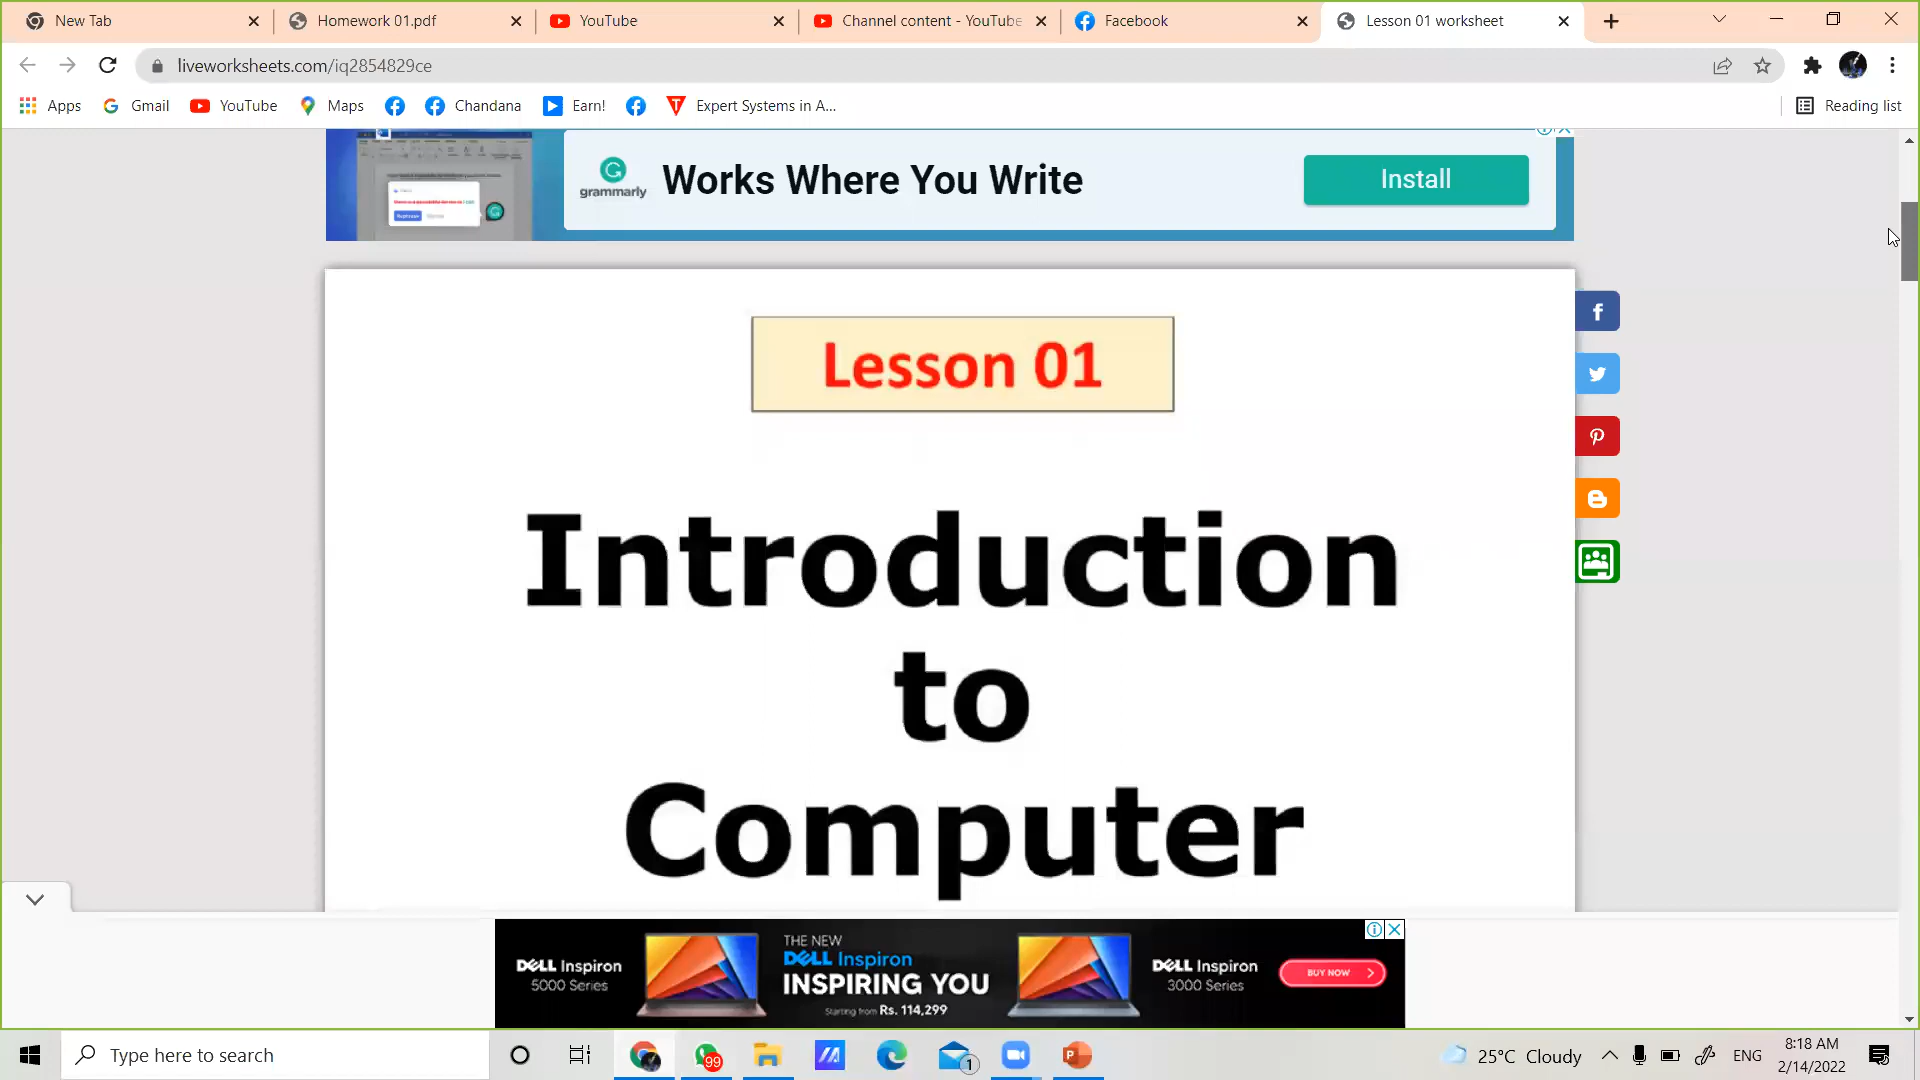 New Tab
Homework 01.pdf
YouTube
Channel content - YouTube
Facebook
Lesson 01 worksheet
liveworksheets.com/iq2854829ce
Apps
Gmail
YouTube
Maps
Chandana
Earn!
Expert Systems in A...
Reading list
grammarly
Works Where You Write
Install
Lesson 01
Introduction
to
Computer
DELL Inspiron
5000 Series
THE NEW
DELL Inspiron
INSPIRING YOU
Starting from Rs. 114,299
DELL Inspiron
3000 Series
BUY NOW
Type here to search
99
1
25°C Cloudy
ENG
8:18 AM
2/14/2022